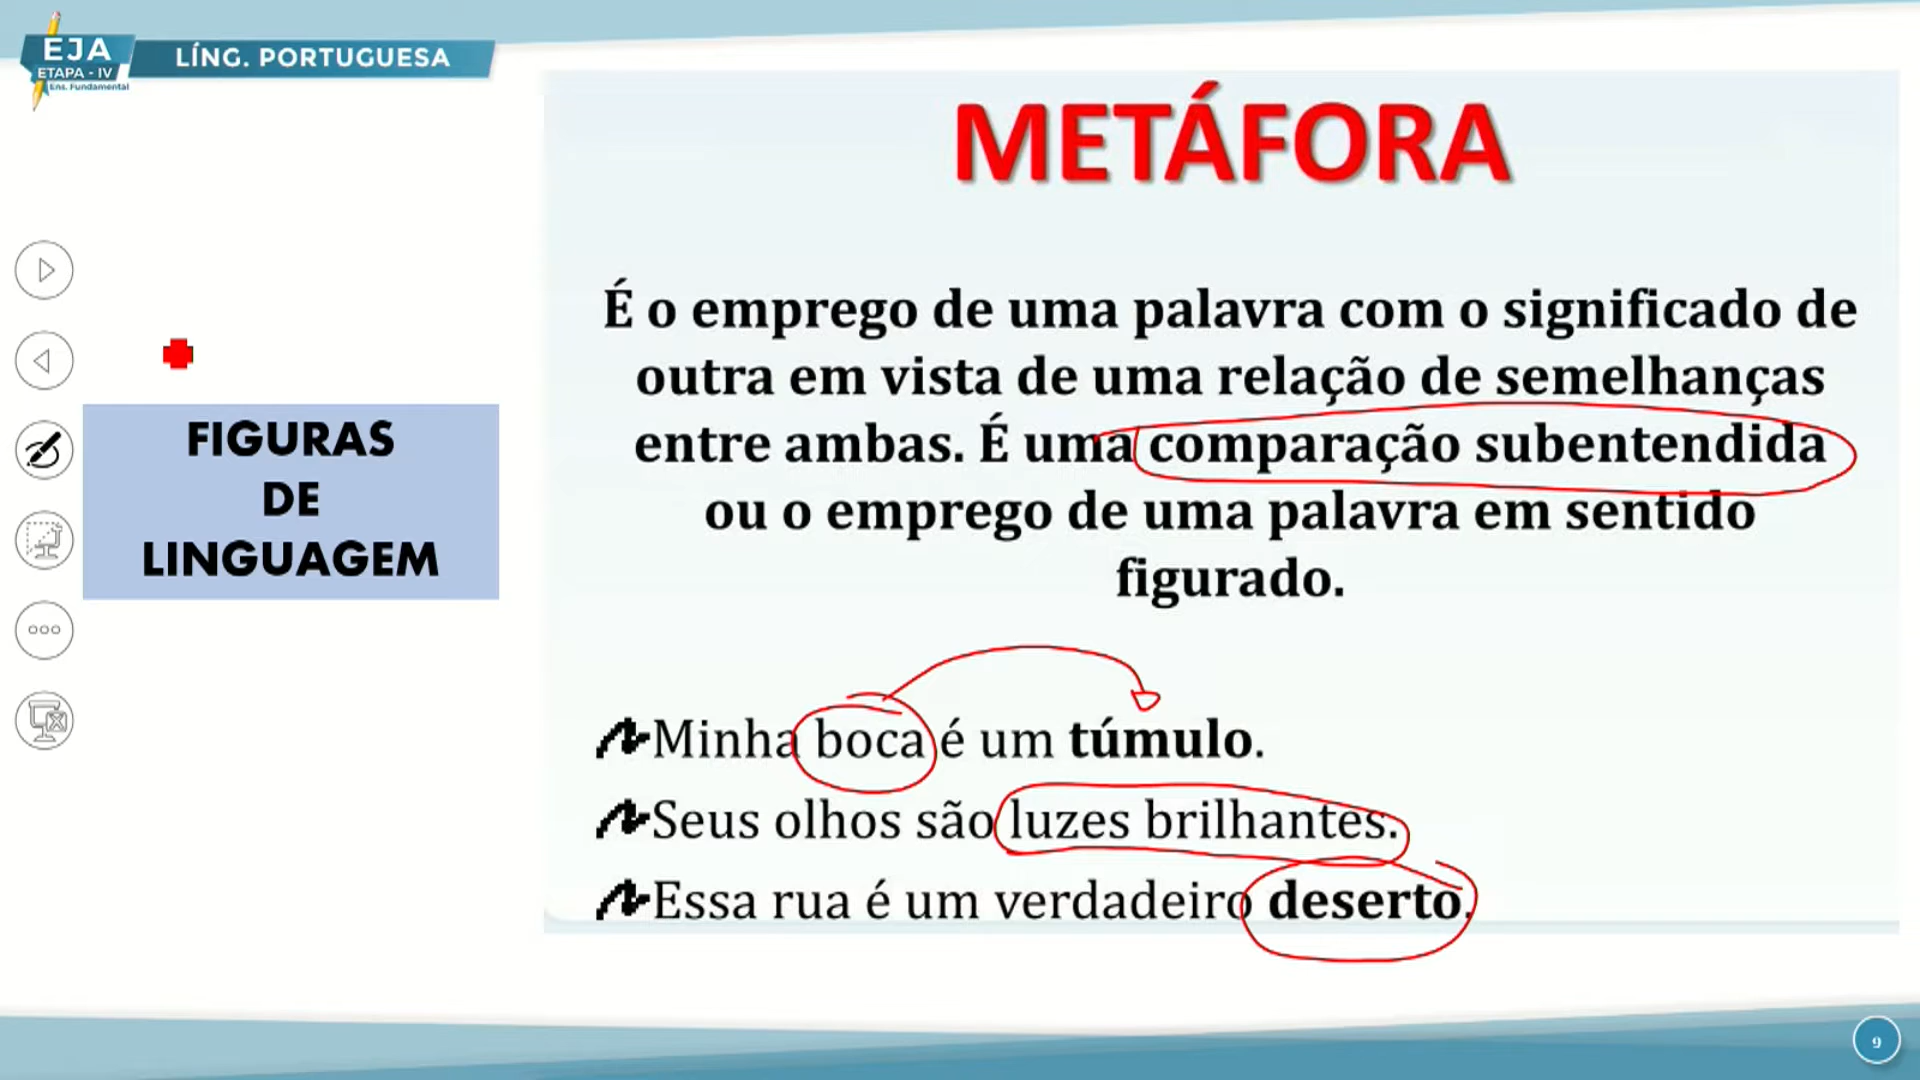 EJA
ETAPA - IV
Ens. Fundamental
LÍNG. PORTUGUESA
METÁFORA
É o emprego de uma palavra com o significado de
outra em vista de uma relação de semelhanças
entre ambas. É uma comparação subentendida
ou o emprego de uma palavra em sentido
figurado.
FIGURAS
DE
LINGUAGEM
Minha boca é um túmulo.
Seus olhos são luzes brilhantes.
Essa rua é um verdadeiro deserto.
9